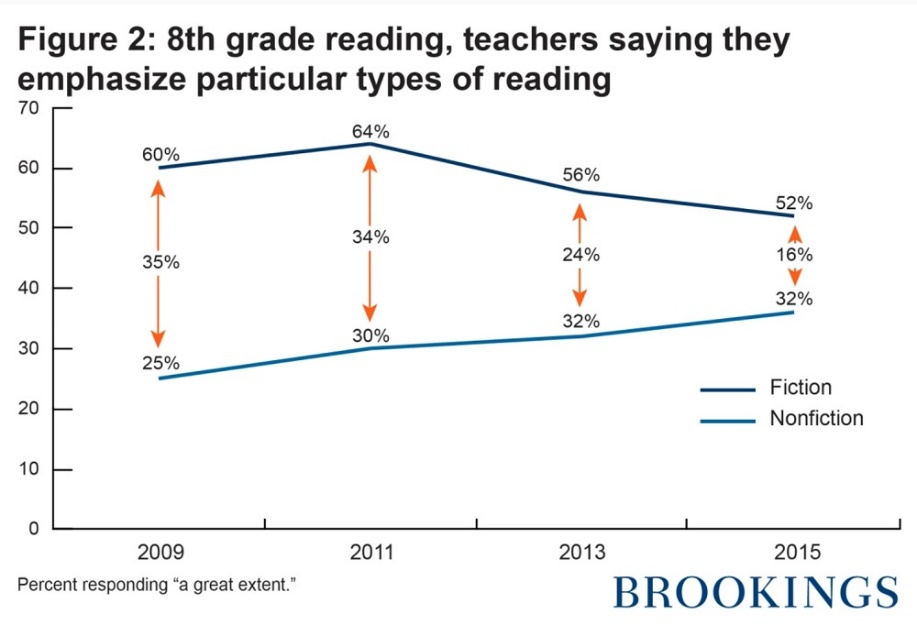 Figure 2: 8th grade reading, teachers saying they
emphasize particular types of reading
70
60
50
40
30
20
10
0
60%
64%
56%
52%
35%
34%
24%
16%
25%
30%
32%
32%
Fiction
Nonfiction
2009 2011 2013 2015
Percent responding “a great extent.”
BROOKINGS